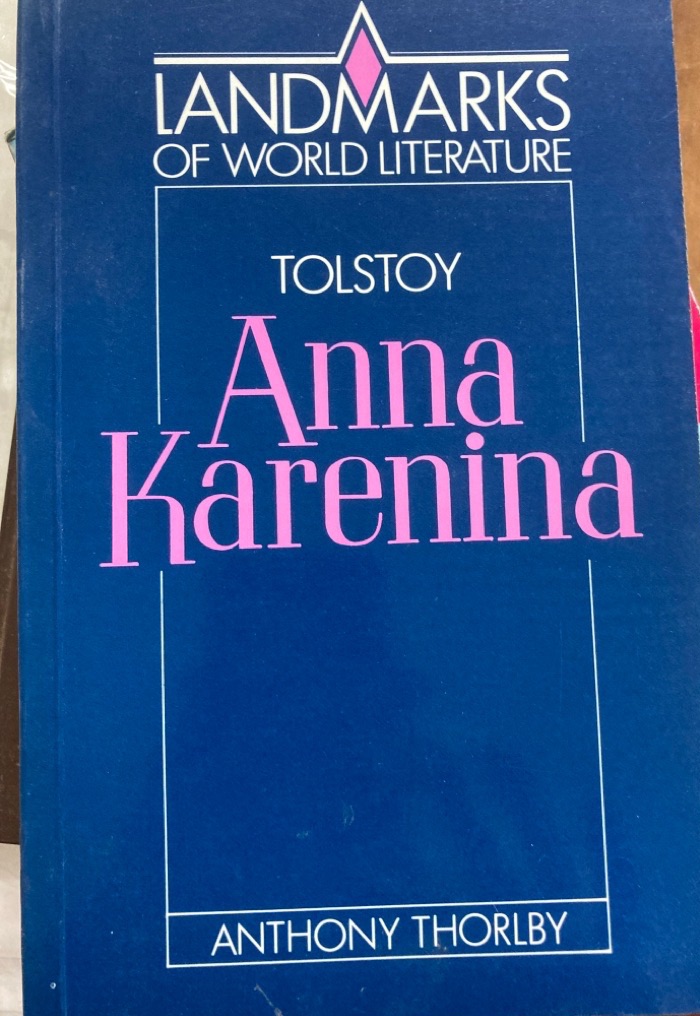 LANDMARKS
OF WORLD LITERATURE
TOLSTOY
Anna
Karenina
ANTHONY THORLBY